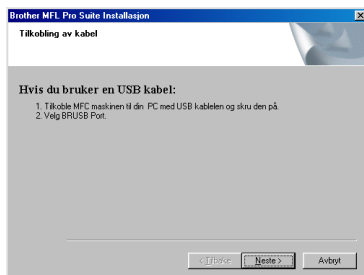 Brother MFL Pro Suite Installasjon
Tilkobling av kabel
Hvis du bruker en USB kabel:
1. Tilkoble MFC maskinen til din PC med USB kabelen og skru den på.
2. Velg BRUSB Port.
< Tilbake Neste > Avbryt